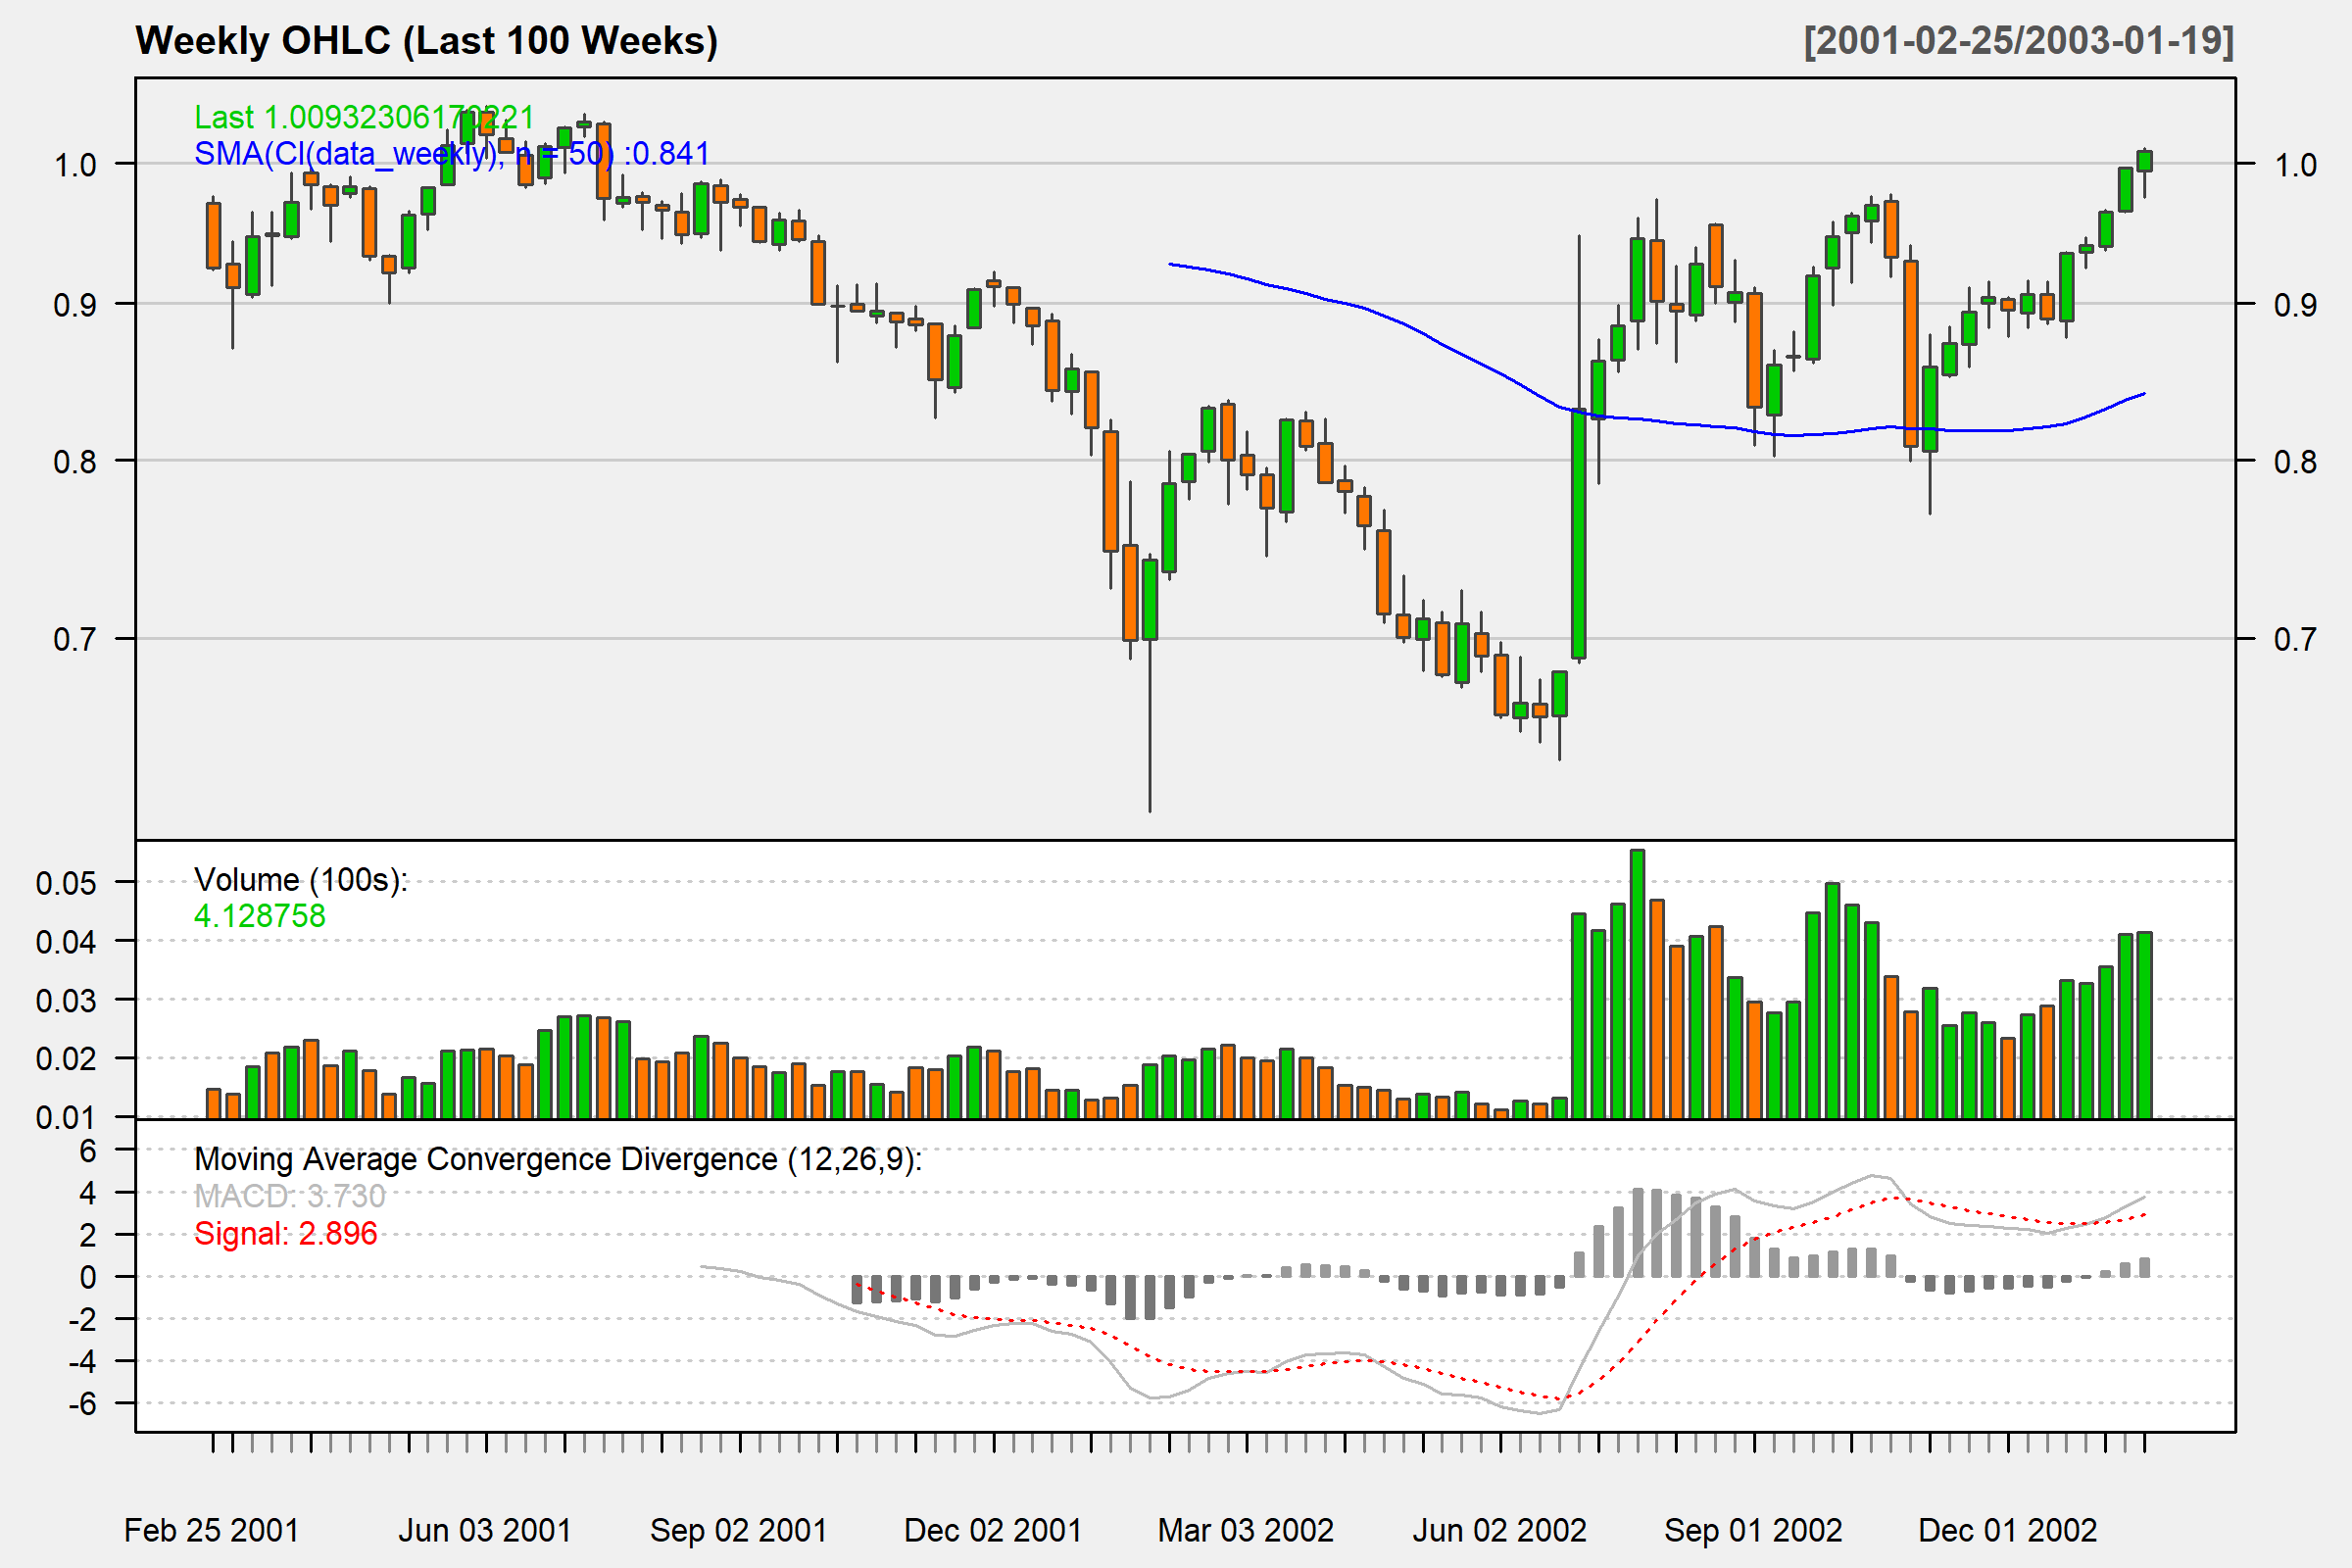 Weekly OHLC (Last 100 Weeks)
[2001-02-25/2003-01-19]
Last 1.00932306170221
SMA(Cl(data_weekly), n = 50) :0.841
1.0
0.9
0.8
0.7
1.0
0.9
0.8
0.7
Volume (100s):
4.128758
0.05
0.04
0.03
0.02
0.01
Moving Average Convergence Divergence (12,26,9):
MACD: 3.730
Signal: 2.896
6
4
2
0
-2
-4
-6
Feb 25 2001
Jun 03 2001
Sep 02 2001
Dec 02 2001
Mar 03 2002
Jun 02 2002
Sep 01 2002
Dec 01 2002